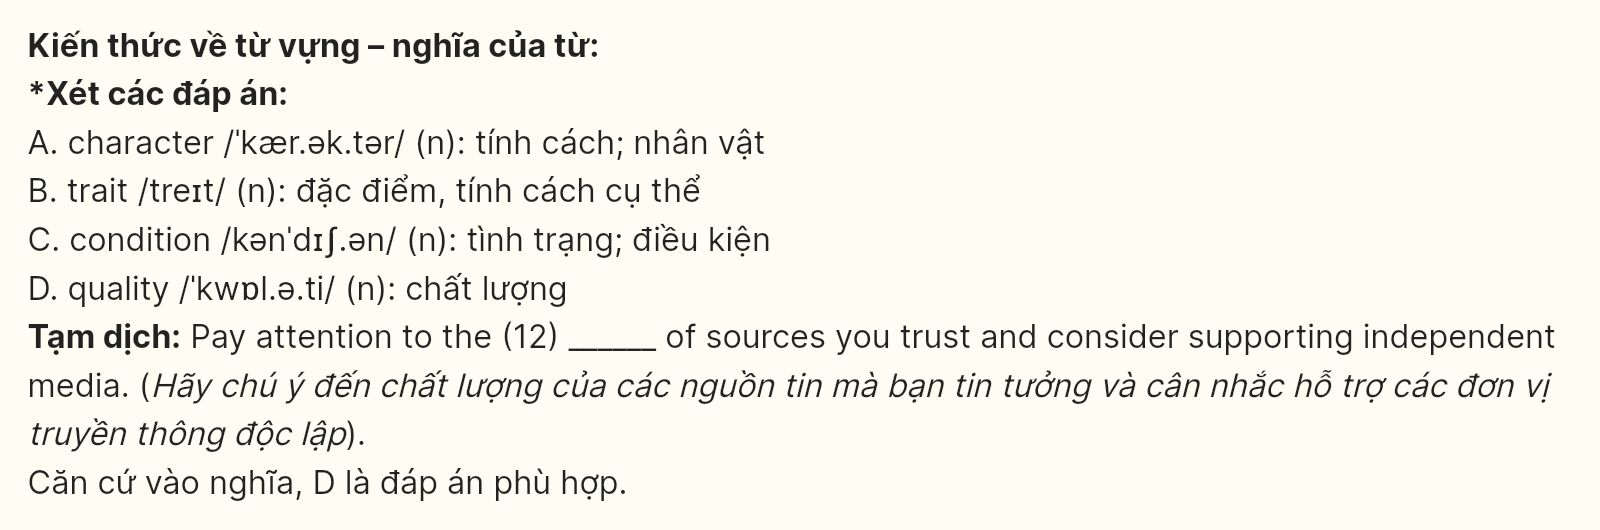 Kiến thức về từ vựng – nghĩa của từ:
*Xét các đáp án:
A. character /ˈkær.ək.tər/ (n): tính cách; nhân vật
B. trait /treɪt/ (n): đặc điểm, tính cách cụ thể
C. condition /kənˈdɪʃ.ən/ (n): tình trạng; điều kiện
D. quality /ˈkwɒl.ə.ti/ (n): chất lượng
Tạm dịch: Pay attention to the (12) ______ of sources you trust and consider supporting independent
media. (Hãy chú ý đến chất lượng của các nguồn tin mà bạn tin tưởng và cân nhắc hỗ trợ các đơn vị
truyền thông độc lập).
Căn cứ vào nghĩa, D là đáp án phù hợp.